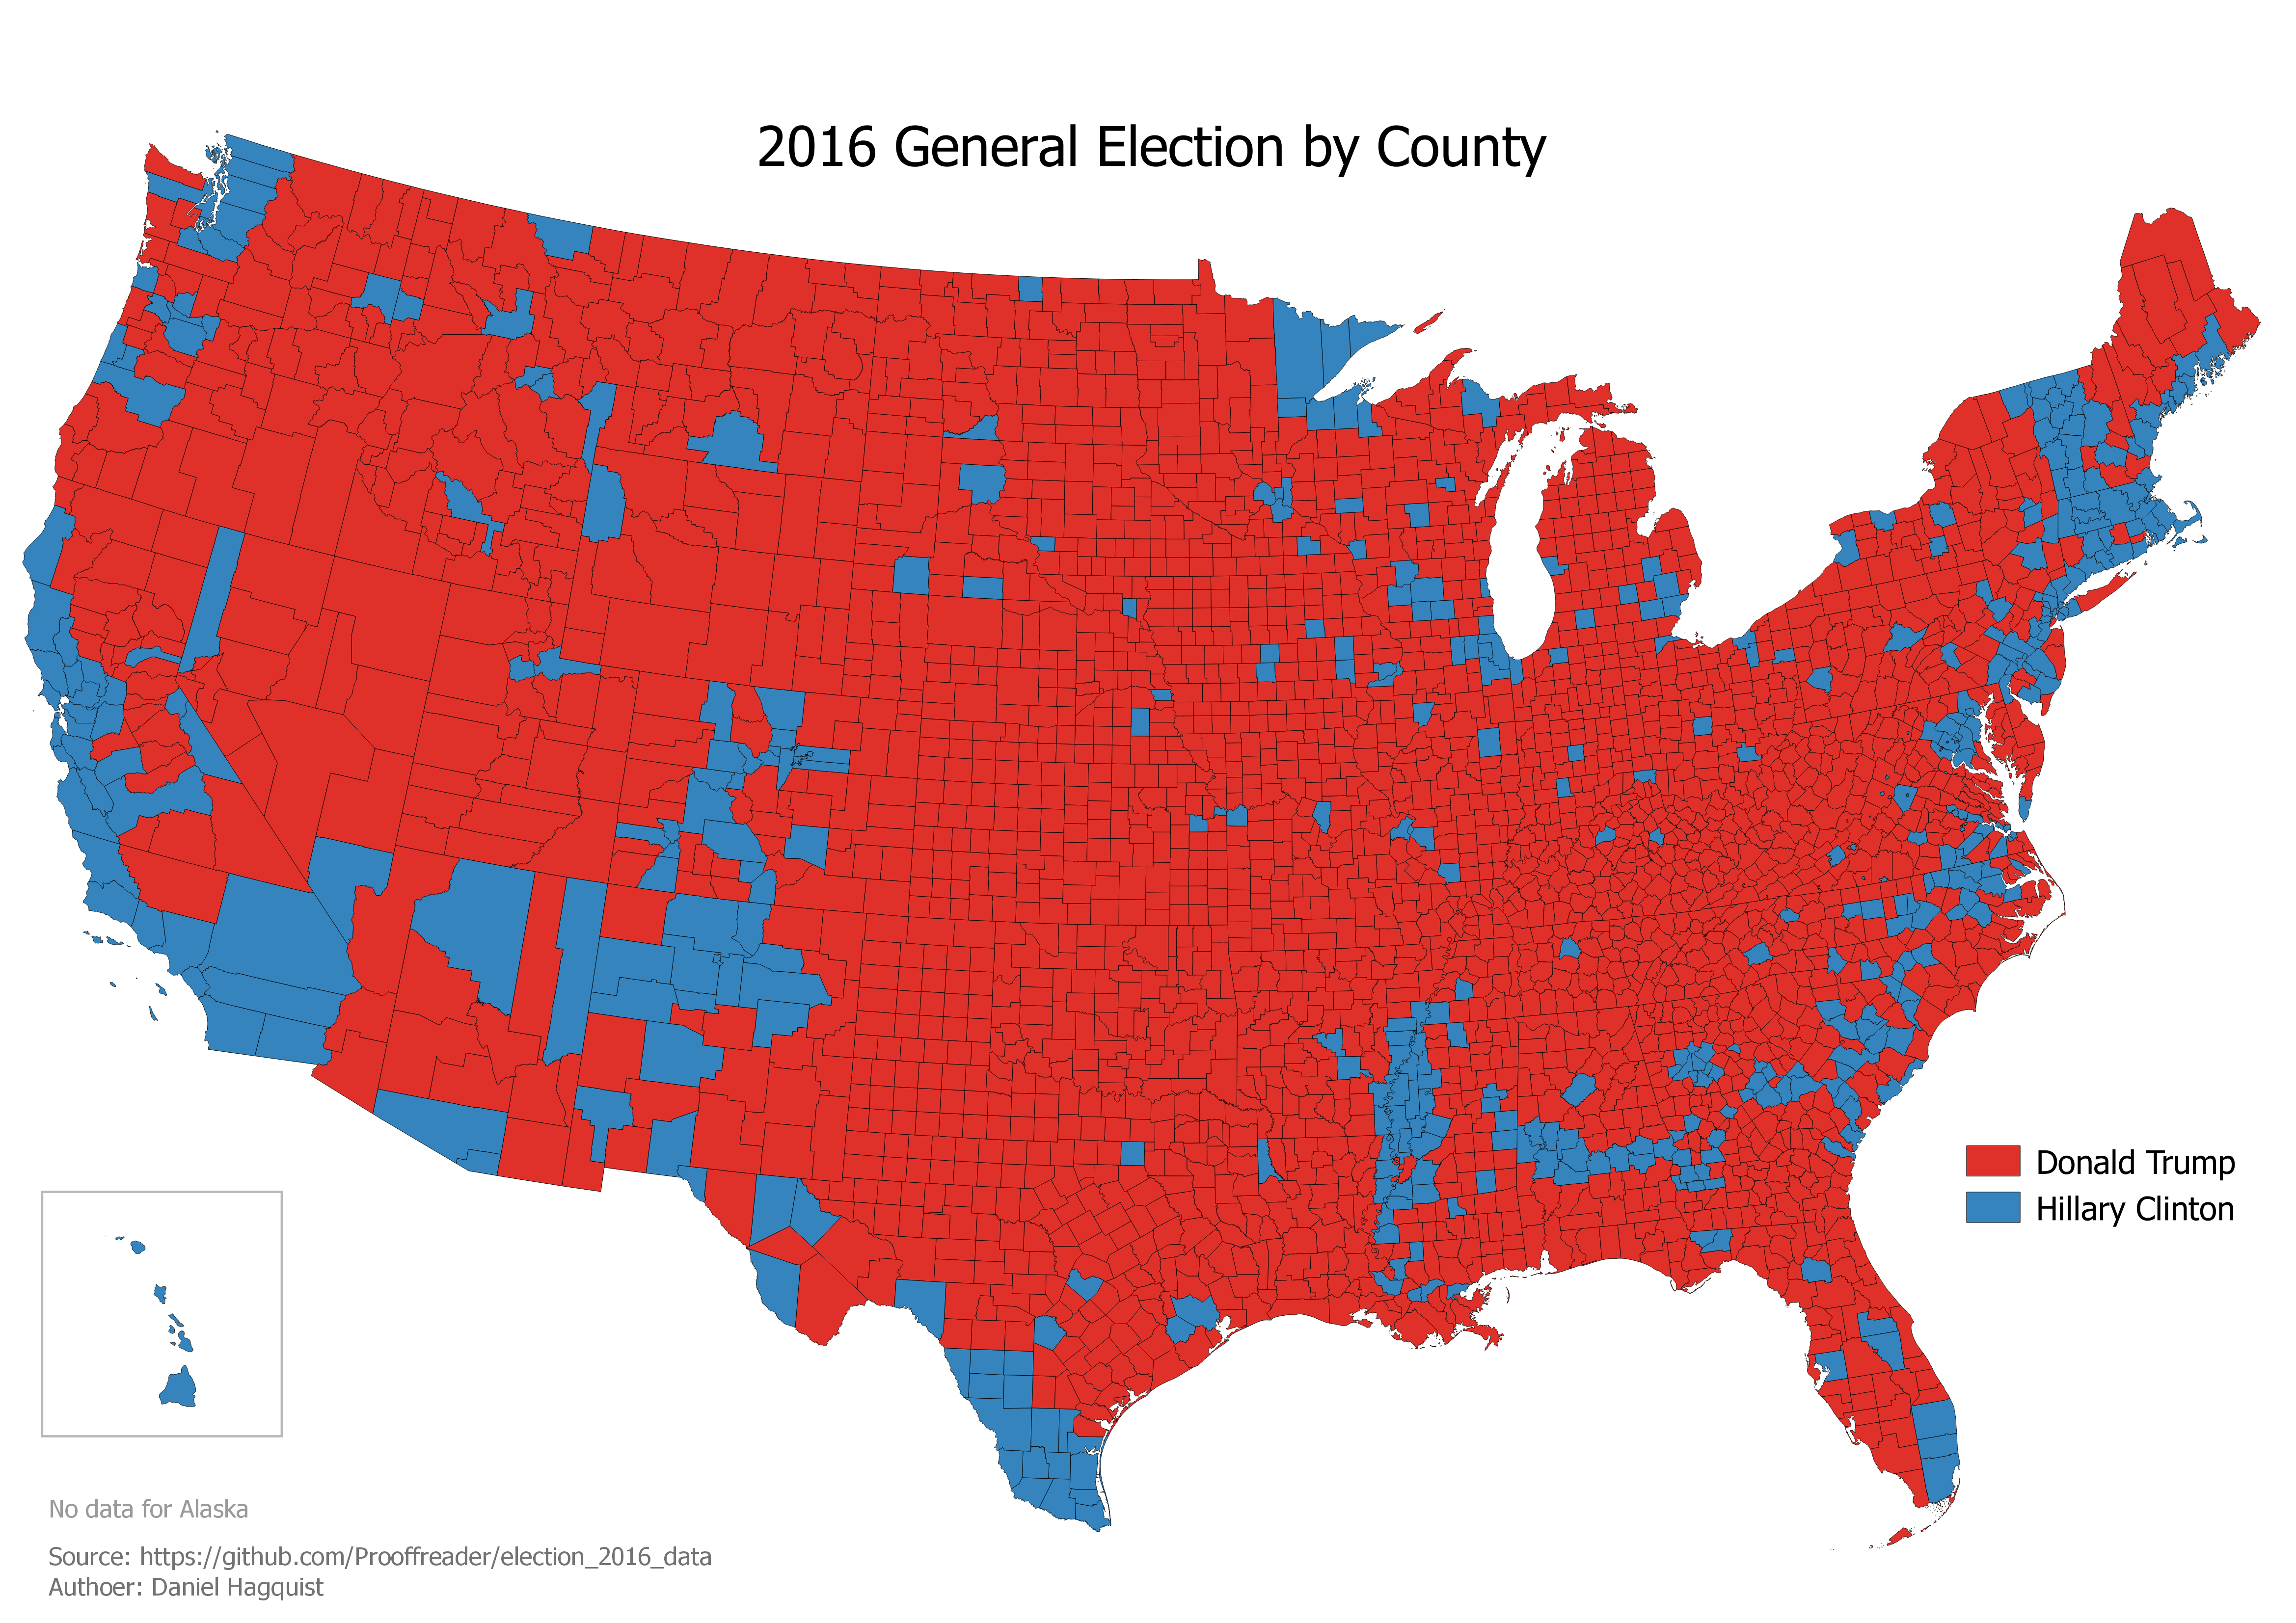 2016 General Election by County
Donald Trump
Hillary Clinton
No data for Alaska
Source: https://github.com/Prooffreader/election_2016_data
Authoer: Daniel Hagquist